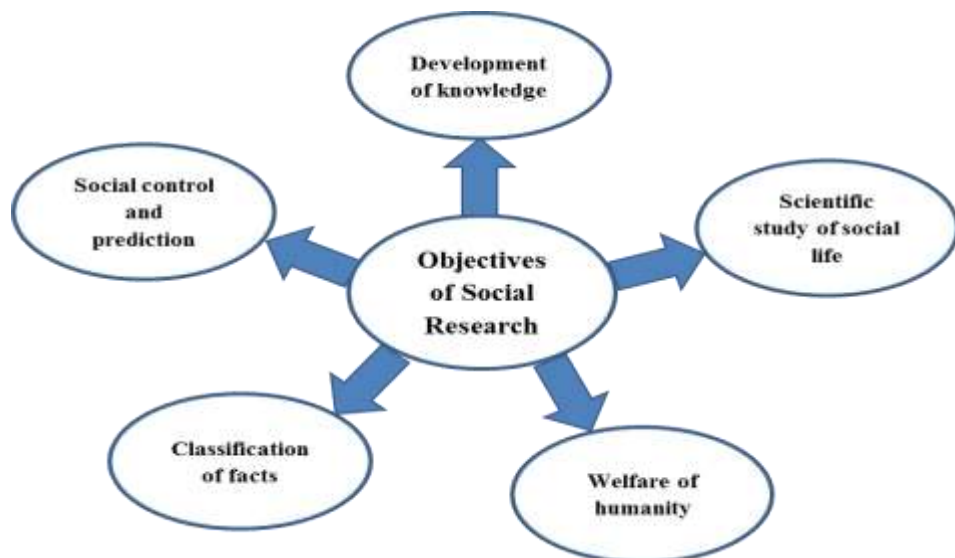 Development
of knowledge
Social control
and
prediction
Scientific
study of social
life
Objectives
of Social
Research
Classification
of facts
Welfare of
humanity